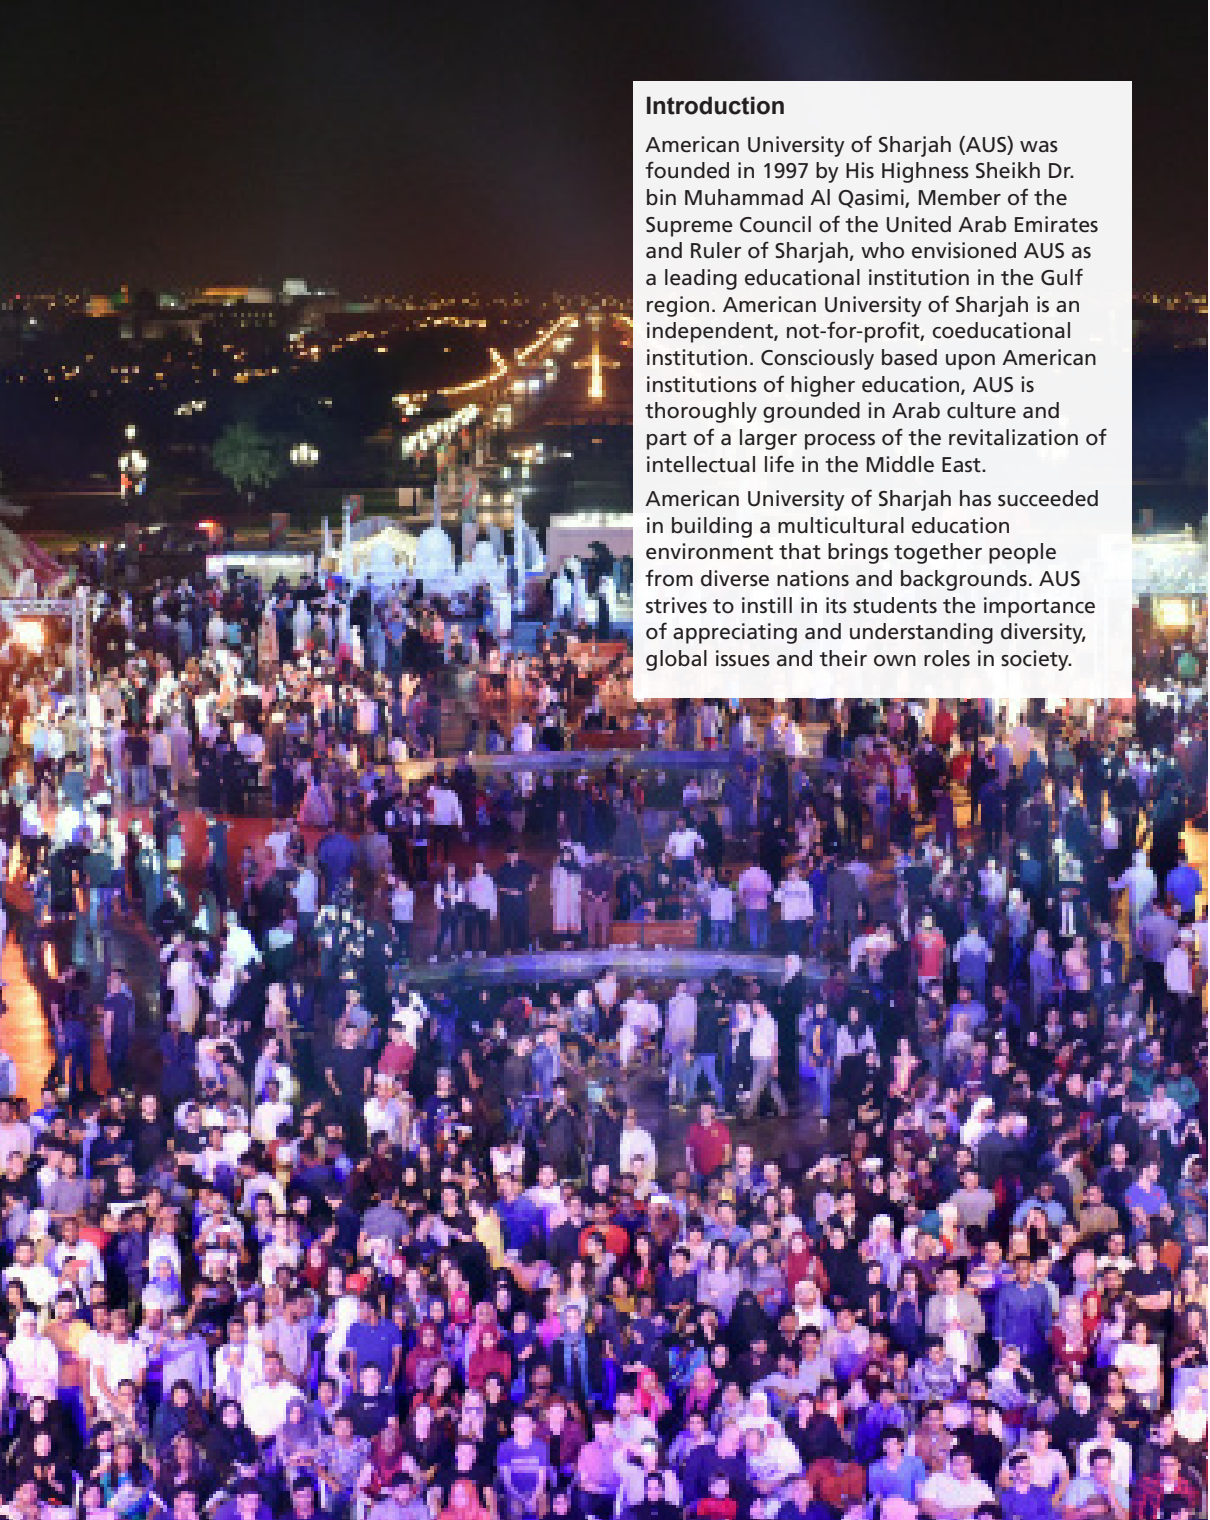 Introduction
American University of Sharjah (AUS) was
founded in 1997 by His Highness Sheikh Dr.
bin Muhammad Al Qasimi, Member of the
Supreme Council of the United Arab Emirates
and Ruler of Sharjah, who envisioned AUS as
a leading educational institution in the Gulf
region. American University of Sharjah is an
independent, not-for-profit, coeducational
institution. Consciously based upon American
institutions of higher education, AUS is
thoroughly grounded in Arab culture and
part of a larger process of the revitalization of
intellectual life in the Middle East.
American University of Sharjah has succeeded
in building a multicultural education
environment that brings together people
from diverse nations and backgrounds. AUS
strives to instill in its students the importance
of appreciating and understanding diversity,
global issues and their own roles in society.